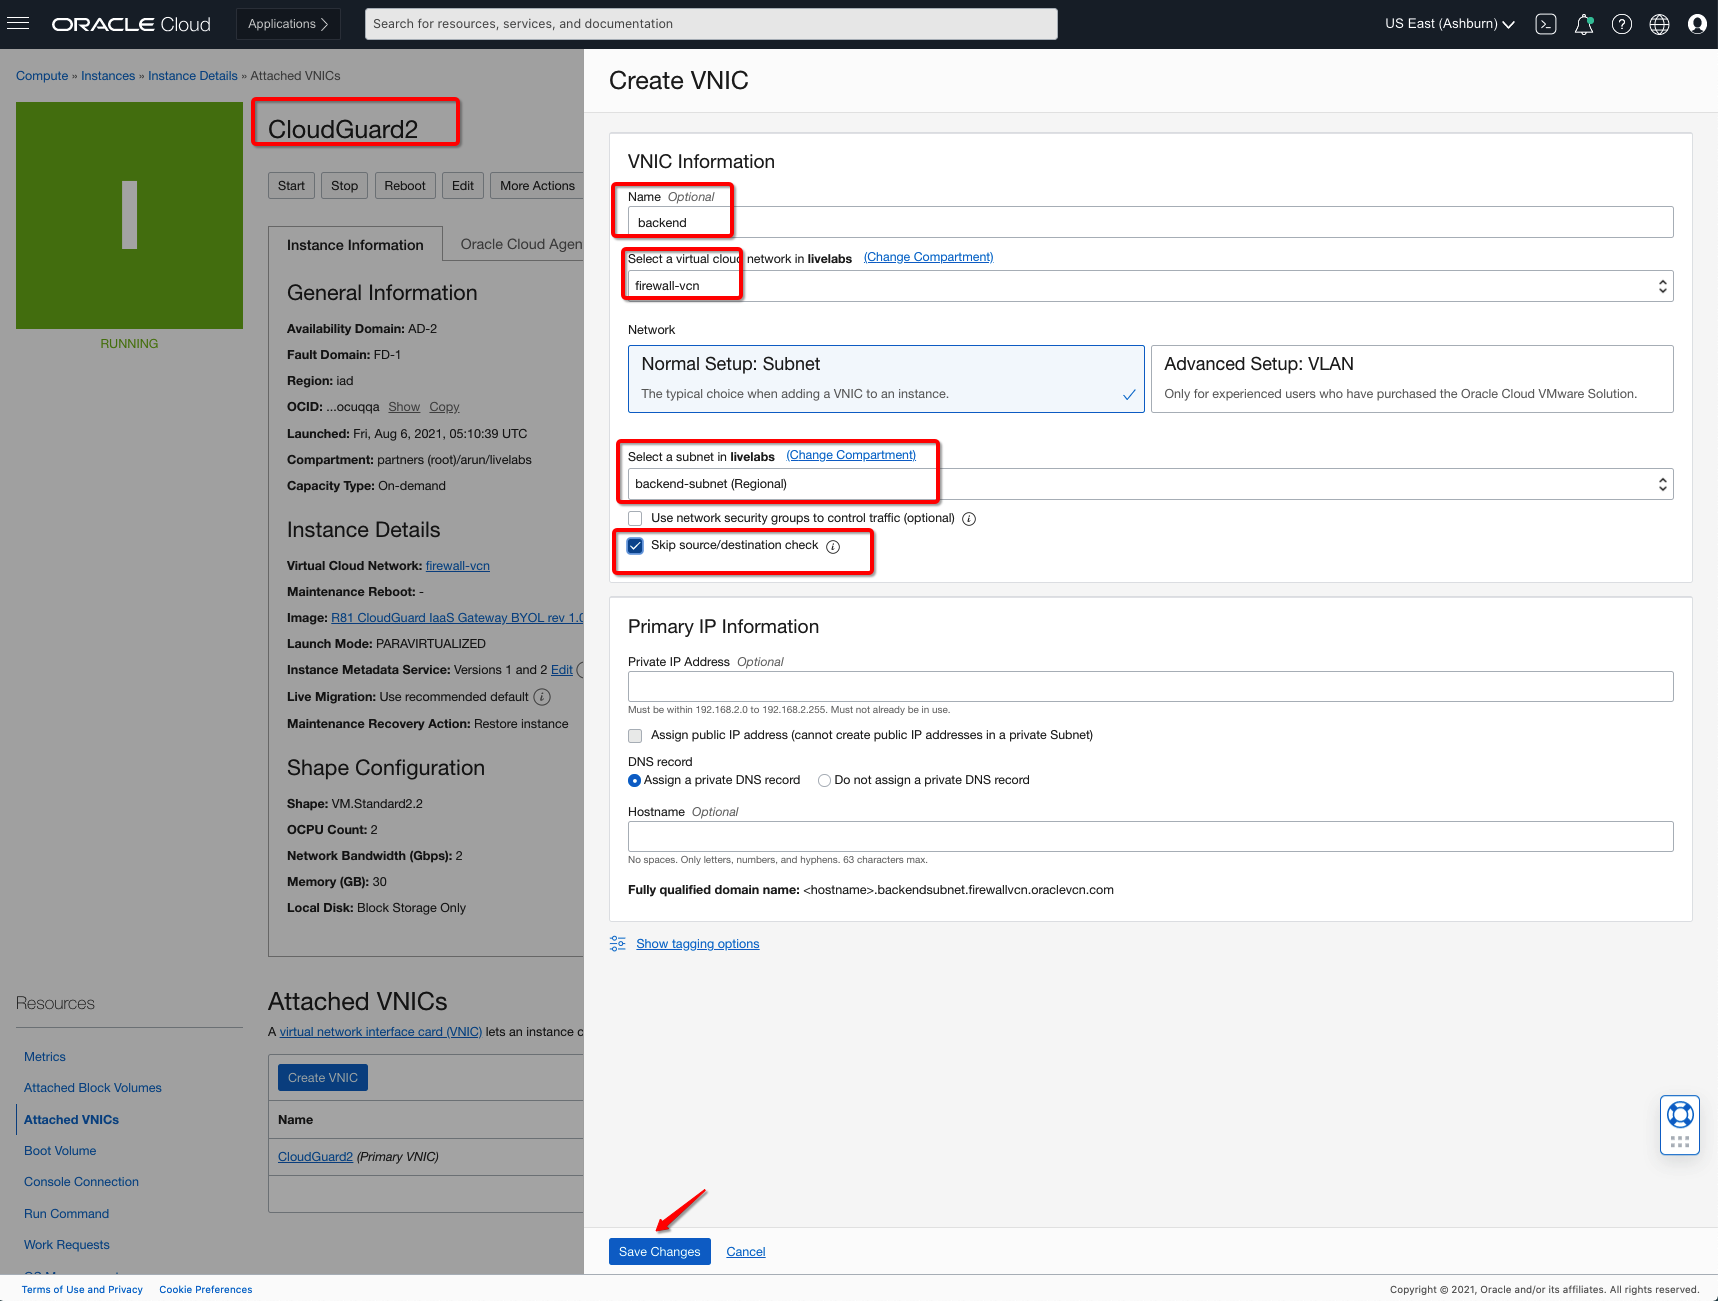 ORACLE Cloud
Applications
Search for resources, services, and documentation
US East (Ashburn)
Compute » Instances » Instance Details » Attached VNICs
I
RUNNING
CloudGuard2
Start Stop Reboot Edit More Actions
Instance Information Oracle Cloud Agen
General Information
Availability Domain: AD-2
Fault Domain: FD-1
Region: iad
OCID: ...ocuqqa Show Copy
Launched: Fri, Aug 6, 2021, 05:10:39 UTC
Compartment: partners (root)/arun/livelabs
Capacity Type: On-demand
Instance Details
Virtual Cloud Network: firewall-vcn
Maintenance Reboot: -
Image: R81 CloudGuard IaaS Gateway BYOL rev 1.0
Launch Mode: PARAVIRTUALIZED
Instance Metadata Service: Versions 1 and 2 Edit
Live Migration: Use recommended default
Maintenance Recovery Action: Restore instance
Shape Configuration
Shape: VM.Standard2.2
OCPU Count: 2
Network Bandwidth (Gbps): 2
Memory (GB): 30
Local Disk: Block Storage Only
Resources
Metrics
Attached Block Volumes
Attached VNICs
Boot Volume
Console Connection
Run Command
Work Requests
Attached VNICs
A virtual network interface card (VNIC) lets an instance c
Create VNIC
Name
CloudGuard2 (Primary VNIC)
Create VNIC
VNIC Information
Name Optional
backend
Select a virtual cloud network in livelabs (Change Compartment)
firewall-vcn
Network
Normal Setup: Subnet
The typical choice when adding a VNIC to an instance.
Advanced Setup: VLAN
Only for experienced users who have purchased the Oracle Cloud VMware Solution.
Select a subnet in livelabs (Change Compartment)
backend-subnet (Regional)
Use network security groups to control traffic (optional)
Skip source/destination check
Primary IP Information
Private IP Address Optional
Must be within 192.168.2.0 to 192.168.2.255. Must not already be in use.
Assign public IP address (cannot create public IP addresses in a private Subnet)
DNS record
Assign a private DNS record Do not assign a private DNS record
Hostname Optional
No spaces. Only letters, numbers, and hyphens. 63 characters max.
Fully qualified domain name: <hostname>.backendsubnet.firewallvcn.oraclevcn.com
Show tagging options
Save Changes Cancel
Terms of Use and Privacy Cookie Preferences
Copyright © 2021, Oracle and/or its affiliates. All rights reserved.